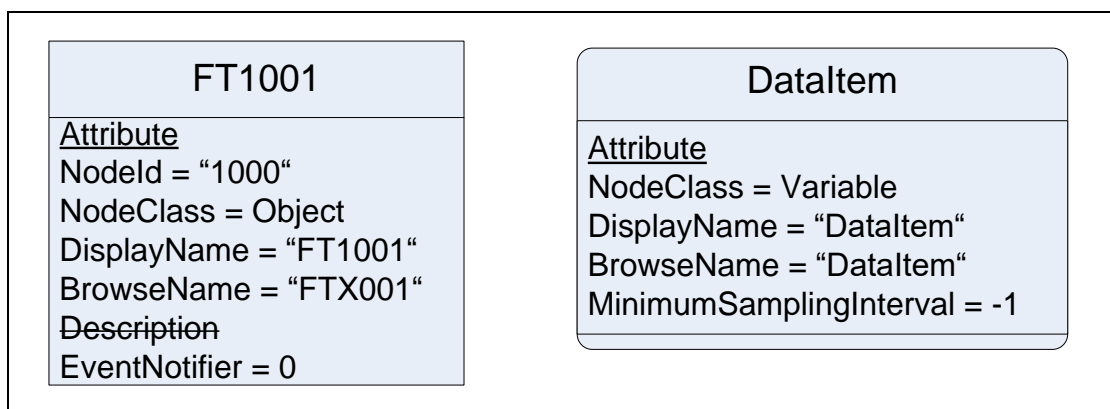 FT1001
Attribute
NodeId = “1000“
NodeClass = Object
DisplayName = “FT1001“
BrowseName = “FTX001“
Description
EventNotifier = 0
DataItem
Attribute
NodeClass = Variable
DisplayName = “DataItem“
BrowseName = “DataItem“
MinimumSamplingInterval = -1